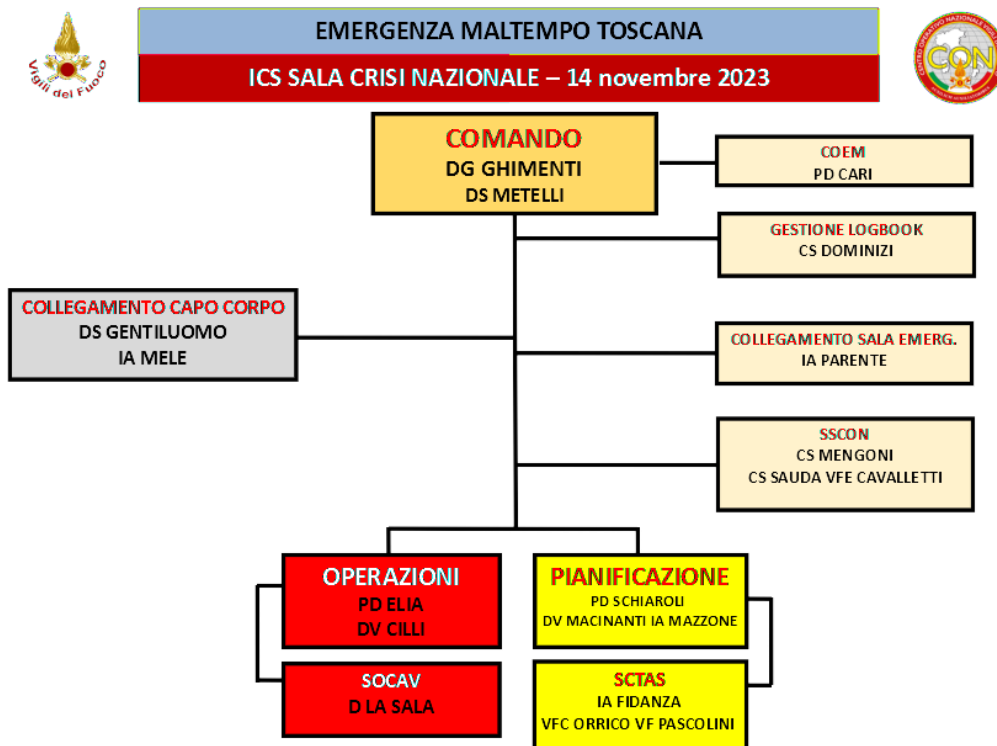 EMERGENZA MALTEMPO TOSCANA
ICS SALA CRISI NAZIONALE – 14 novembre 2023
Vigili del Fuoco
CON
COMANDO
DG GHIMENTI
DS METELLI
COEM
PD CARI
GESTIONE LOGBOOK
CS DOMINIZI
COLLEGAMENTO CAPO CORPO
DS GENTILUOMO
IA MELE
COLLEGAMENTO SALA EMERG.
IA PARENTE
SSCON
CS MENGONI
CS SAUDA VFE CAVALLETTI
OPERAZIONI
PD ELIA
DV CILLI
PIANIFICAZIONE
PD SCHIAROLI
DV MACINANTI IA MAZZONE
SOCAV
D LA SALA
SCTAS
IA FIDANZA
VFC ORRICO VF PASCOLINI